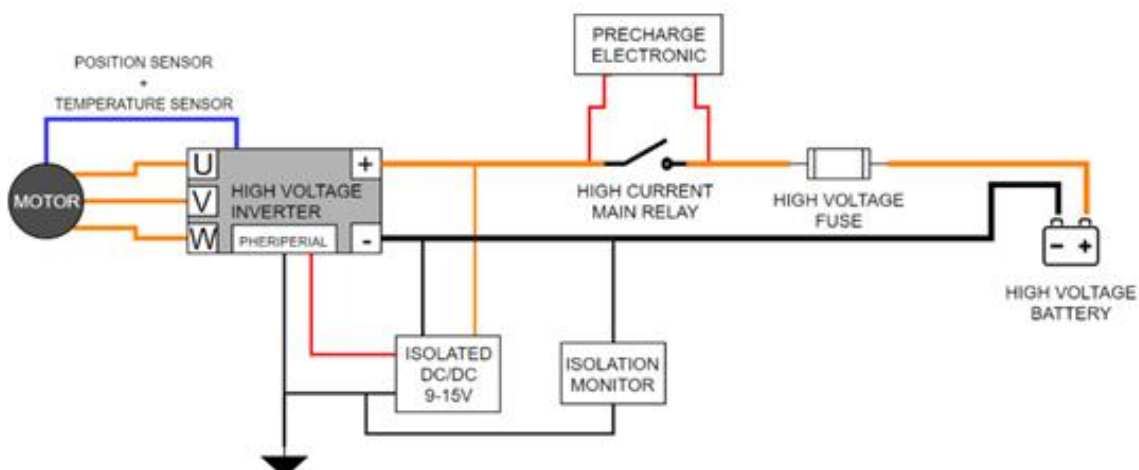 PRECHARGE
ELECTRONIC
POSITION SENSOR
+
TEMPERATURE SENSOR
MOTOR
U
V
W
HIGH VOLTAGE
INVERTER
PHERIPERIAL
+
-
HIGH CURRENT
MAIN RELAY
HIGH VOLTAGE
FUSE
- +
HIGH VOLTAGE
BATTERY
ISOLATED
DC/DC
9-15V
ISOLATION
MONITOR